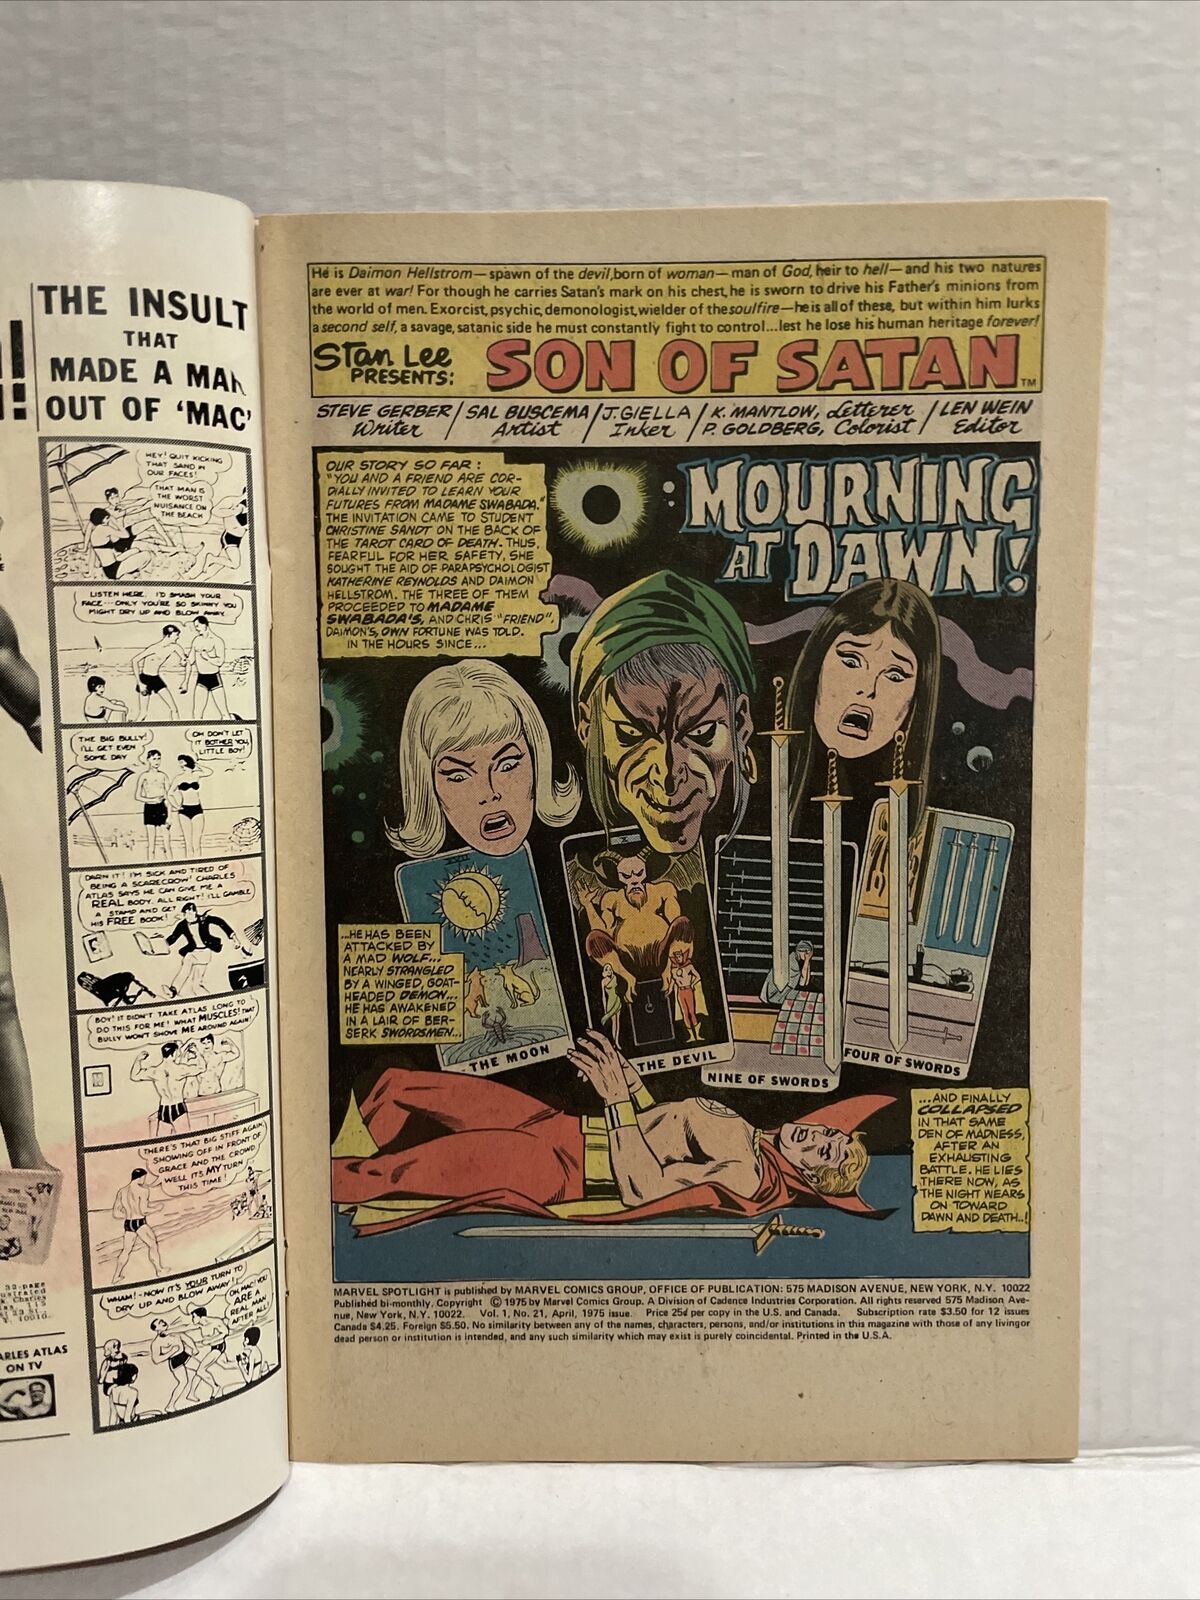 THE INSULT
THAT
MADE A MAN
OUT OF 'MAC'
HEY! QUIT KICKING
THAT SAND IN
OUR FACES!
THAT MAN IS
THE WORST
NUISANCE ON
THE BEACH
LISTEN HERE. I'D SMASH YOUR
FACE---ONLY YOU'RE SO SKINNY YOU
MIGHT DRY UP AND BLOW AWAY.
THE BIG BULLY!
I'LL GET EVEN
SOME DAY
OH DON'T LET
IT BOTHER YOU,
LITTLE BOY!
DARN IT! I'M SICK AND TIRED OF
BEING A SCARECROW! CHARLES
ATLAS SAYS HE CAN GIVE ME A
REAL BODY. ALL RIGHT! I'LL GAMBLE
A STAMP AND GET
HIS FREE BOOK!
BOY! IT DIDN'T TAKE ATLAS LONG TO
DO THIS FOR ME! WHAT MUSCLES! THAT
BULLY WON'T SHOVE ME AROUND AGAIN!
THERE'S THAT BIG STIFF AGAIN
SHOWING OFF IN FRONT OF
GRACE AND THE CROWD
WELL IT'S MY TURN
THIS TIME!
WHAM!-NOW IT'S YOUR TURN TO
DRY UP AND BLOW AWAY!
OH, MAC! YOU
ARE A
REAL MAN
AFTER ALL!
32-page
ARLES ATLAS
ON TV
He is Daimon Hellstrom—spawn of the devil, born of woman—man of God, heir to hell—and his two natures
are ever at war! For though he carries Satan's mark on his chest, he is sworn to drive his Father's minions from
the world of men. Exorcist, psychic, demonologist, wielder of the soulfire—he is all of these, but within him lurks
a second self, a savage, satanic side he must constantly fight to control...lest he lose his human heritage forever!
Stan Lee
PRESENTS:
SON OF SATAN™
STEVE GERBER / SAL BUSCEMA / J. GIELLA / K. MANTLOW, Letterer / LEN WEIN
Writer Artist Inker P. GOLDBERG, Colorist Editor
OUR STORY SO FAR:
"YOU AND A FRIEND ARE COR-
DIALLY INVITED TO LEARN YOUR
FUTURES FROM MADAME SWABADA."
THE INVITATION CAME TO STUDENT
CHRISTINE SANDT ON THE BACK OF
THE TAROT CARD OF DEATH. THUS,
FEARFUL FOR HER SAFETY, SHE
SOUGHT THE AID OF PARAPSYCHOLOGIST
KATHERINE REYNOLDS AND DAIMON
HELLSTROM. THE THREE OF THEM
PROCEEDED TO MADAME
SWABADA'S, AND CHRIS' "FRIEND",
DAIMON'S, OWN FORTUNE WAS TOLD.
IN THE HOURS SINCE...
MOURNING
AT DAWN!
...HE HAS BEEN
ATTACKED BY
A MAD WOLF...
NEARLY STRANGLED
BY A WINGED, GOAT-
HEADED DEMON...
HE HAS AWAKENED
IN A LAIR OF BER-
SERK SWORDSMEN...
XVII
THE MOON
X
THE DEVIL
NINE OF SWORDS
FOUR OF SWORDS
...AND FINALLY
COLLAPSED
IN THAT SAME
DEN OF MADNESS,
AFTER AN
EXHAUSTING
BATTLE. HE LIES
THERE NOW, AS
THE NIGHT WEARS
ON TOWARD
DAWN AND DEATH..!
MARVEL SPOTLIGHT is published by MARVEL COMICS GROUP, OFFICE OF PUBLICATION: 575 MADISON AVENUE, NEW YORK, N.Y. 10022
Published bi-monthly. Copyright © 1975 by Marvel Comics Group. A Division of Cadence Industries Corporation. All rights reserved 575 Madison Ave-
nue, New York, N.Y. 10022. Vol. 1, No. 21, April, 1975 issue. Price 25¢ per copy in the U.S. and Canada. Subscription rate $3.50 for 12 issues
Canada $4.25. Foreign $5.50. No similarity between any of the names, characters, persons, and/or institutions in this magazine with those of any living or
dead person or institution is intended, and any such similarity which may exist is purely coincidental. Printed in the U.S.A.